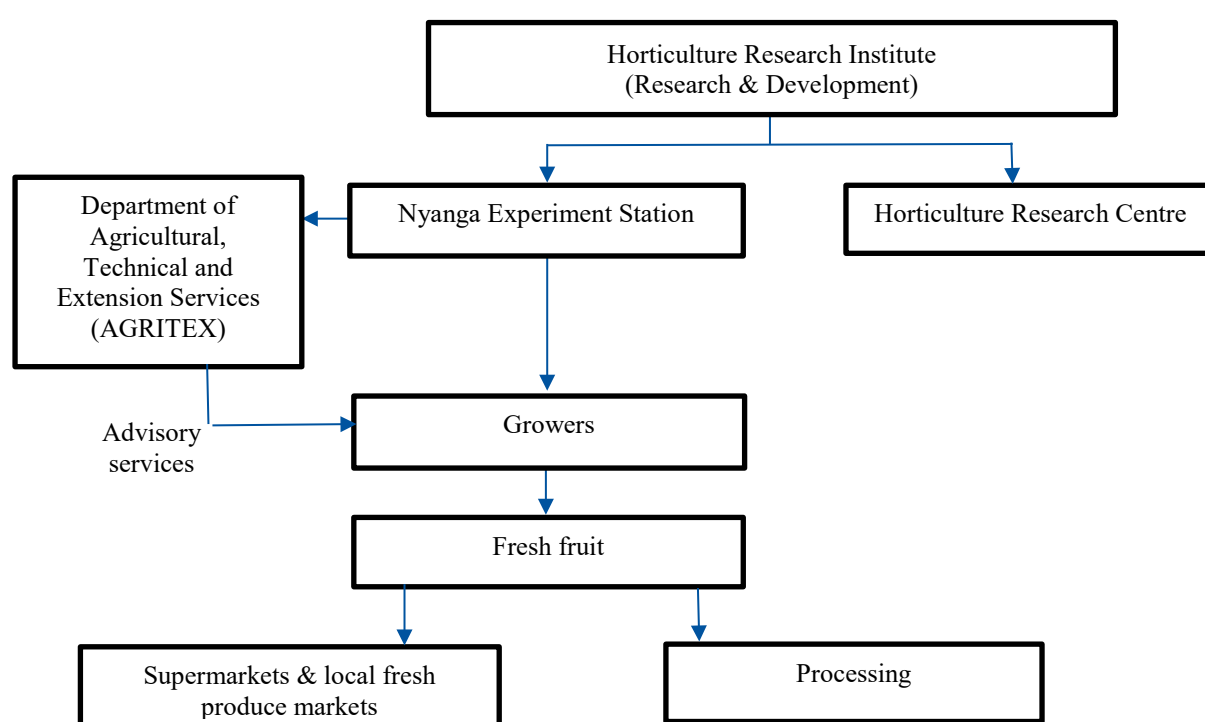 Horticulture Research Institute
(Research & Development)
Department of
Agricultural,
Technical and
Extension Services
(AGRITEX)
Nyanga Experiment Station
Horticulture Research Centre
Advisory
services
Growers
Fresh fruit
Supermarkets & local fresh
produce markets
Processing